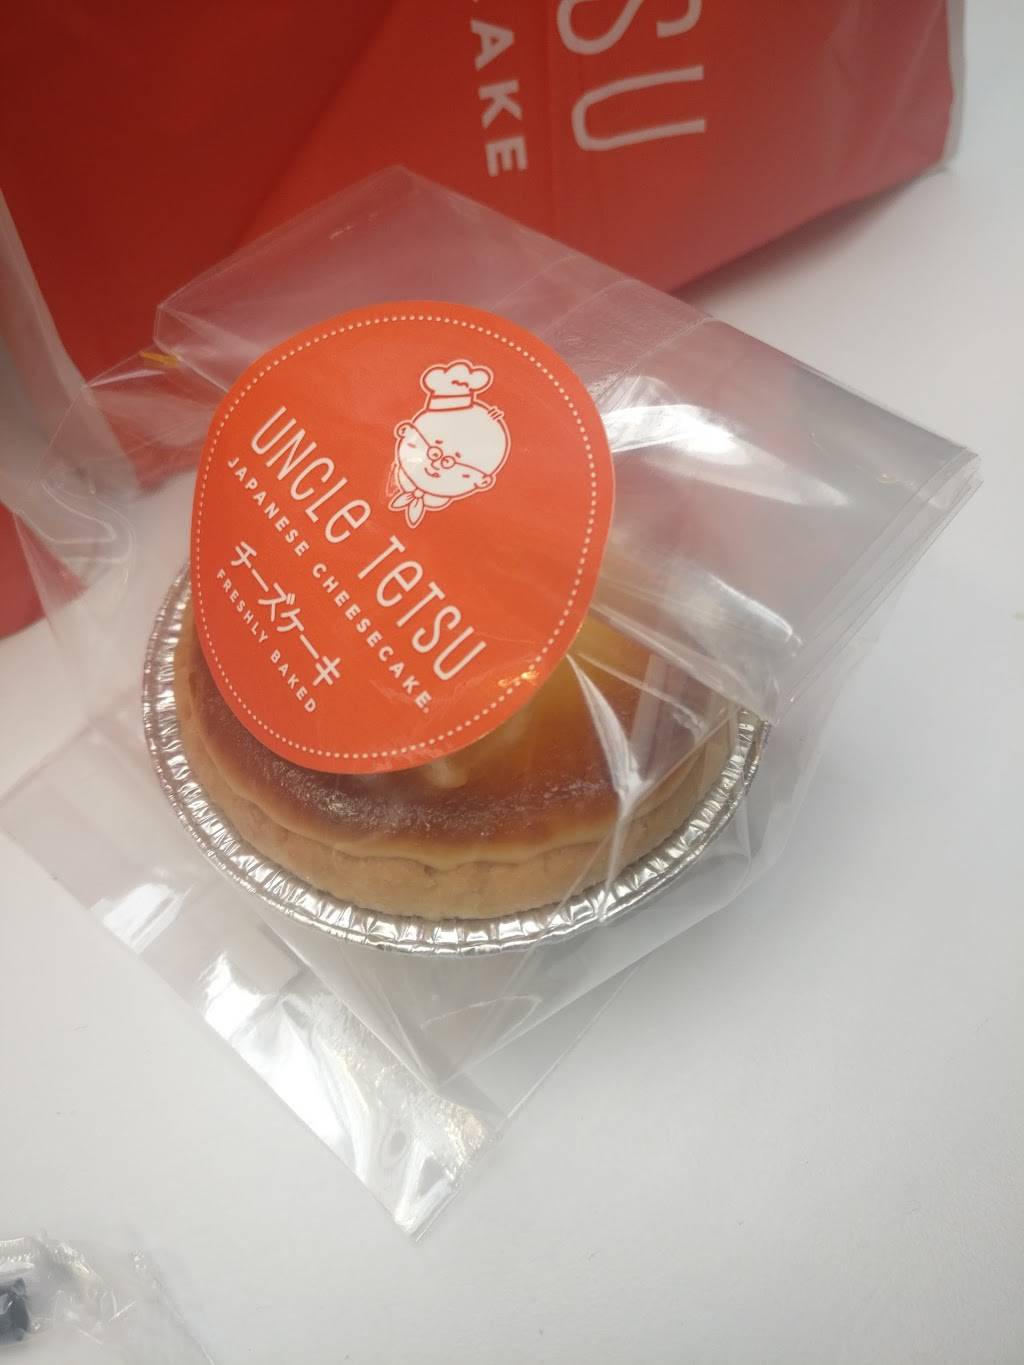 SU
AKE
UNCLE TETSU
JAPANESE CHEESECAKE.
チーズケーキ
FRESHLY BAKED